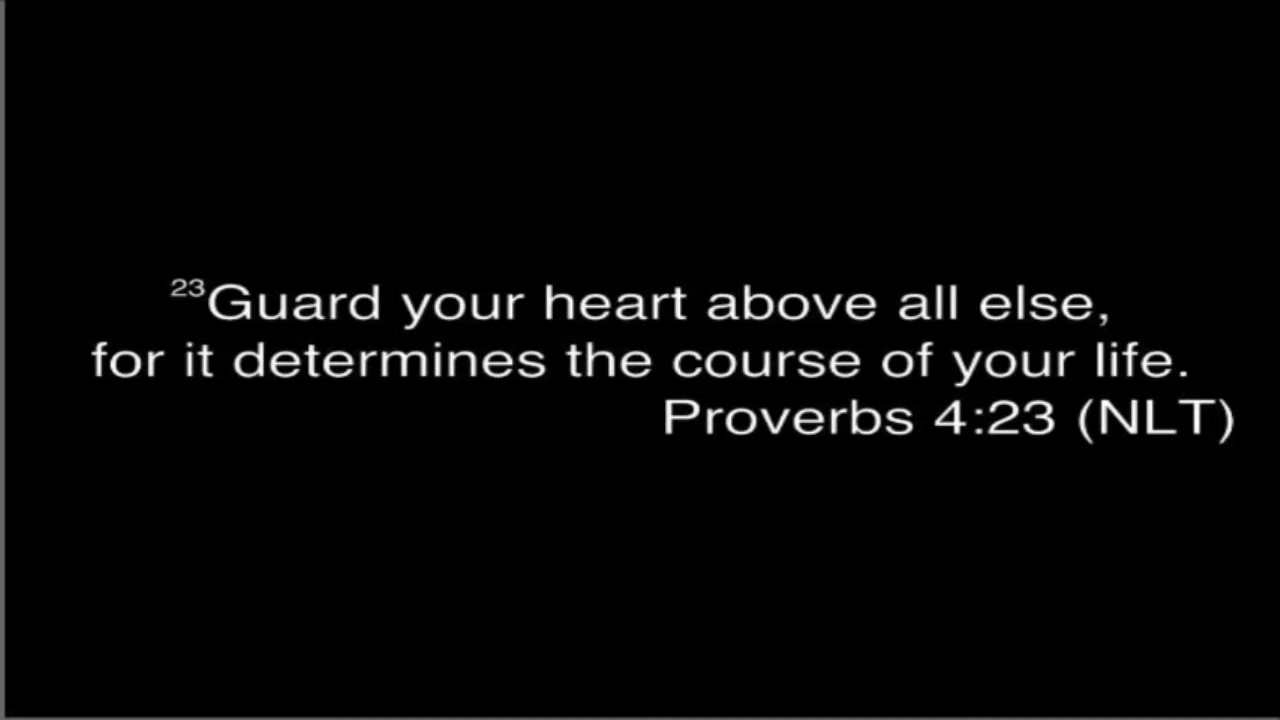 ²³Guard your heart above all else,
for it determines the course of your life.
Proverbs 4:23 (NLT)